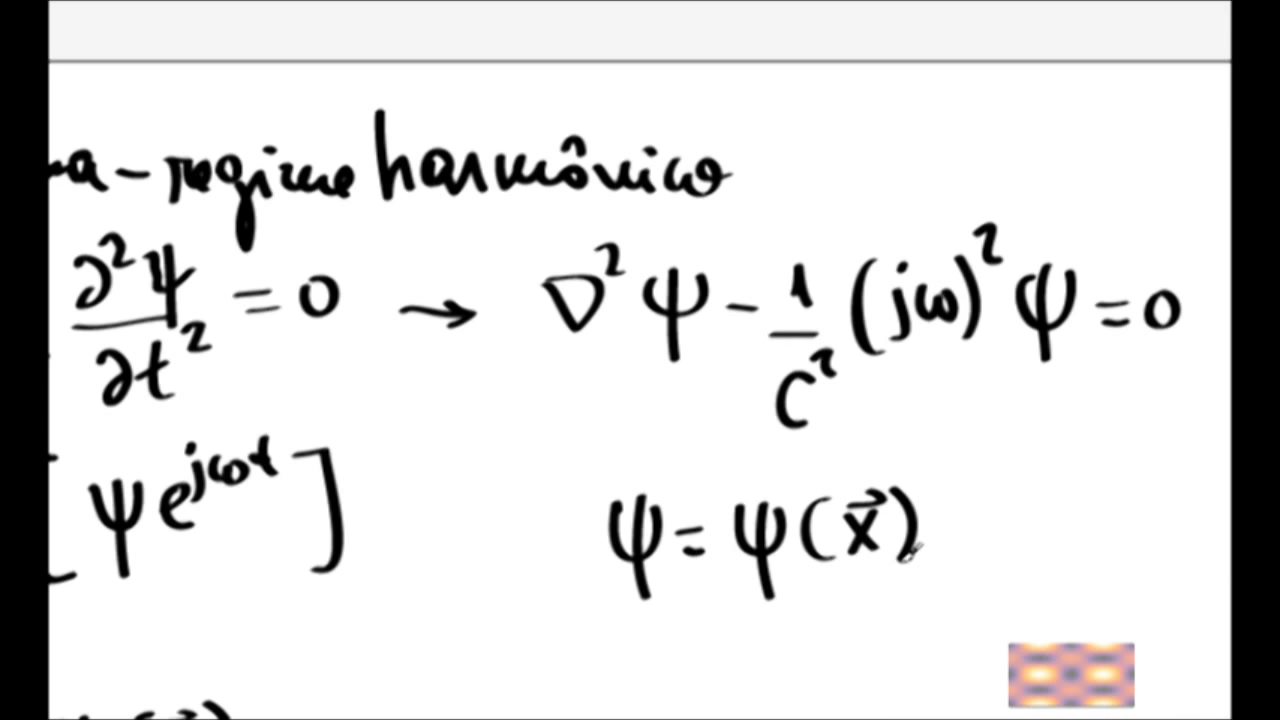 -regime harmônico
∂²ψ/∂t² = 0 → ∇²ψ - 1/c² (jω)² ψ = 0
ψe^{jωt} ]
ψ = ψ(x⃗)